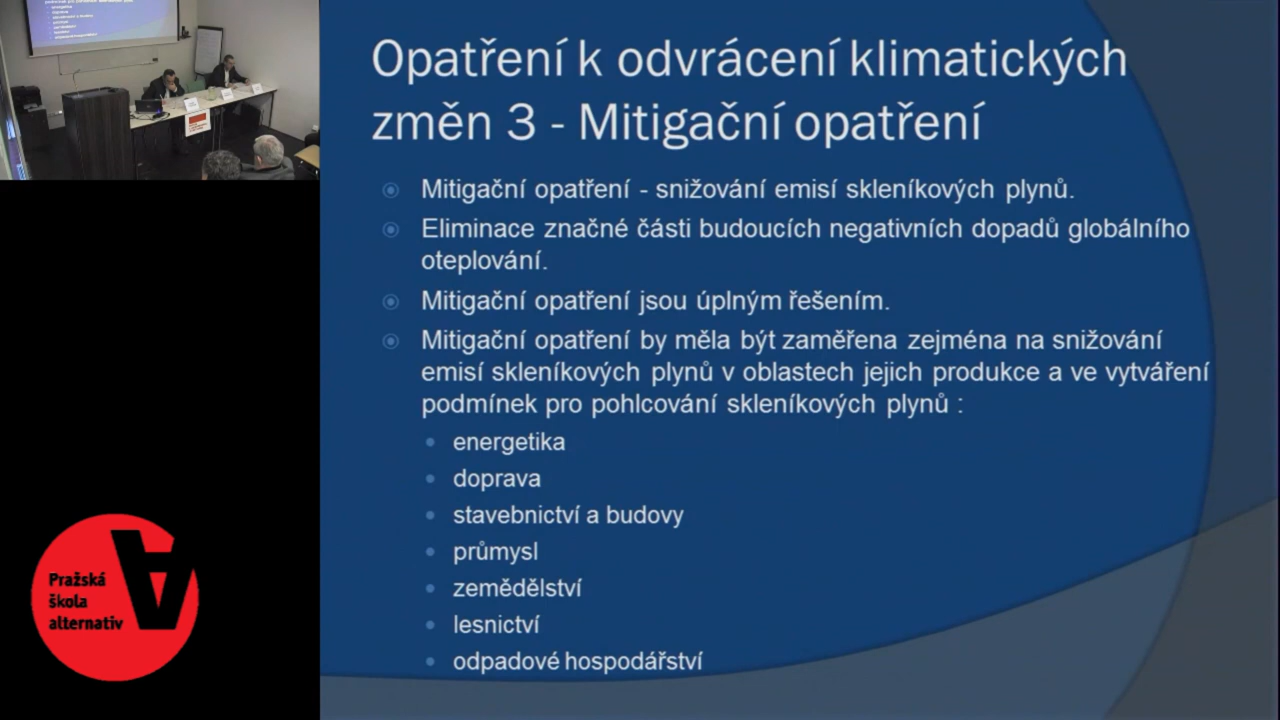 Opatření k odvrácení klimatických
změn 3 - Mitigační opatření
Mitigační opatření - snižování emisí skleníkových plynů.
Eliminace značné části budoucích negativních dopadů globálního
oteplování.
Mitigační opatření jsou úplným řešením.
Mitigační opatření by měla být zaměřena zejména na snižování
emisí skleníkových plynů v oblastech jejich produkce a ve vytváření
podmínek pro pohlcování skleníkových plynů :
energetika
doprava
stavebnictví a budovy
průmysl
zemědělství
lesnictví
odpadové hospodářství
Pražská
škola
alternativ